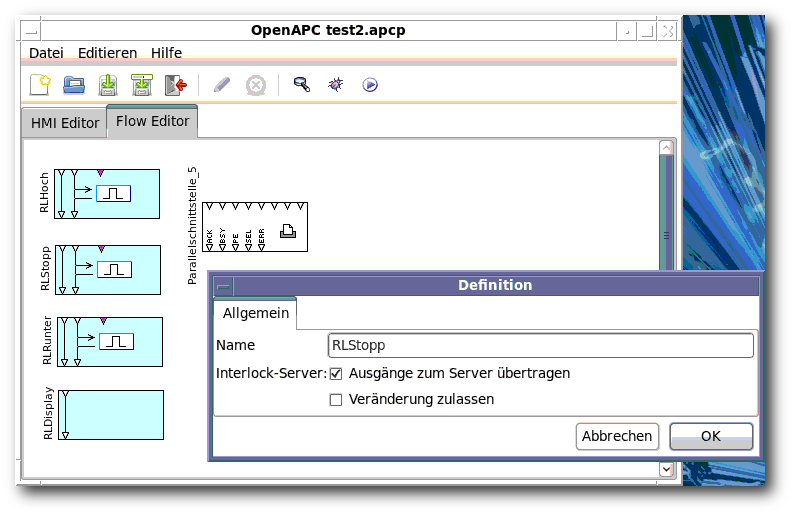 OpenAPC test2.apcp
Datei Editieren Hilfe
HMI Editor Flow Editor
RLHoch
Parallelschnittstelle_5
ACK BSY PE SEL ERR
RLStopp
RLRunter
RLDisplay
Definition
Allgemein
Name RLStopp
Interlock-Server: Ausgänge zum Server übertragen
Veränderung zulassen
Abbrechen OK